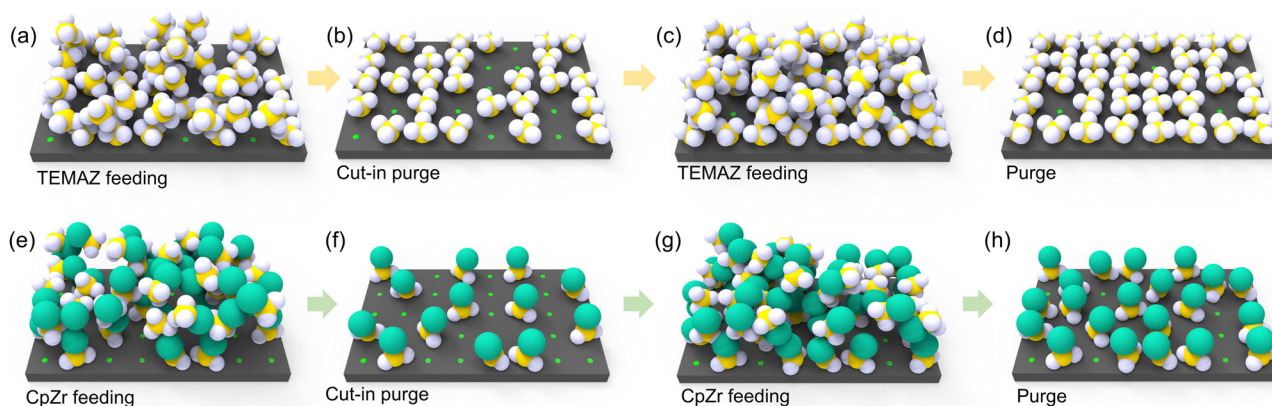 (a)
(b)
(c)
(d)
TEMAZ feeding
Cut-in purge
TEMAZ feeding
Purge
(e)
(f)
(g)
(h)
CpZr feeding
Cut-in purge
CpZr feeding
Purge